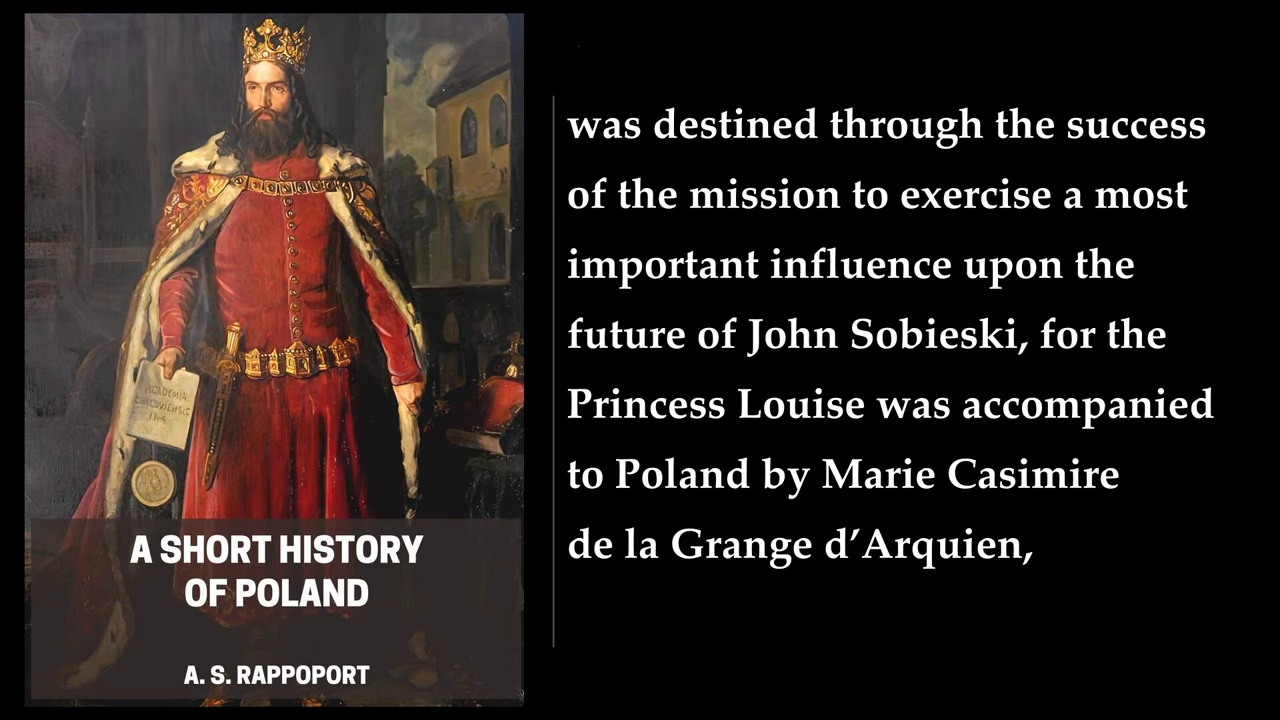 ACADEMIA
CRACOVIENSIS
A SHORT HISTORY
OF POLAND
A. S. RAPPOPORT
was destined through the success
of the mission to exercise a most
important influence upon the
future of John Sobieski, for the
Princess Louise was accompanied
to Poland by Marie Casimire
de la Grange d’Arquien,